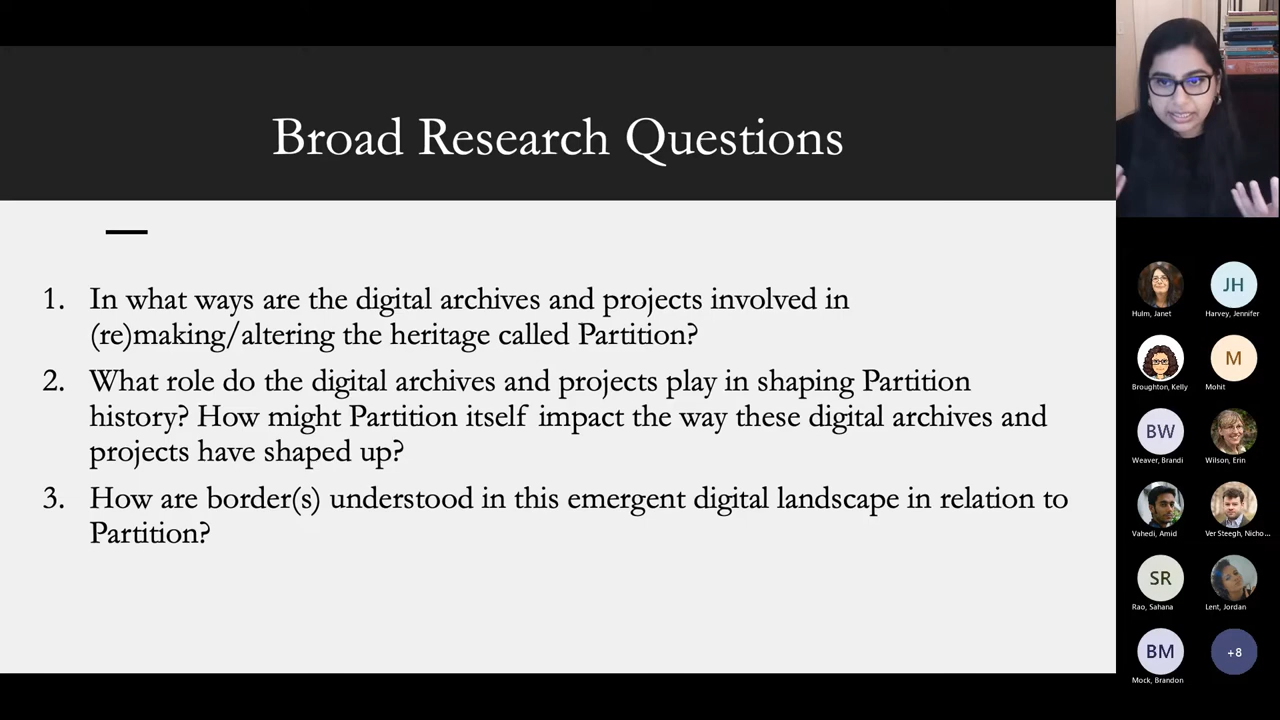 Broad Research Questions
1. In what ways are the digital archives and projects involved in
(re)making/altering the heritage called Partition?
2. What role do the digital archives and projects play in shaping Partition
history? How might Partition itself impact the way these digital archives and
projects have shaped up?
3. How are border(s) understood in this emergent digital landscape in relation to
Partition?
Hulm, Janet
JH
Harvey, Jennifer
Broughton, Kelly
M
Mohit
BW
Weaver, Brandi
Wilson, Erin
Vahedi, Amid
Ver Steegh, Nicho...
SR
Rao, Sahana
Lent, Jordan
BM
Mock, Brandon
+8